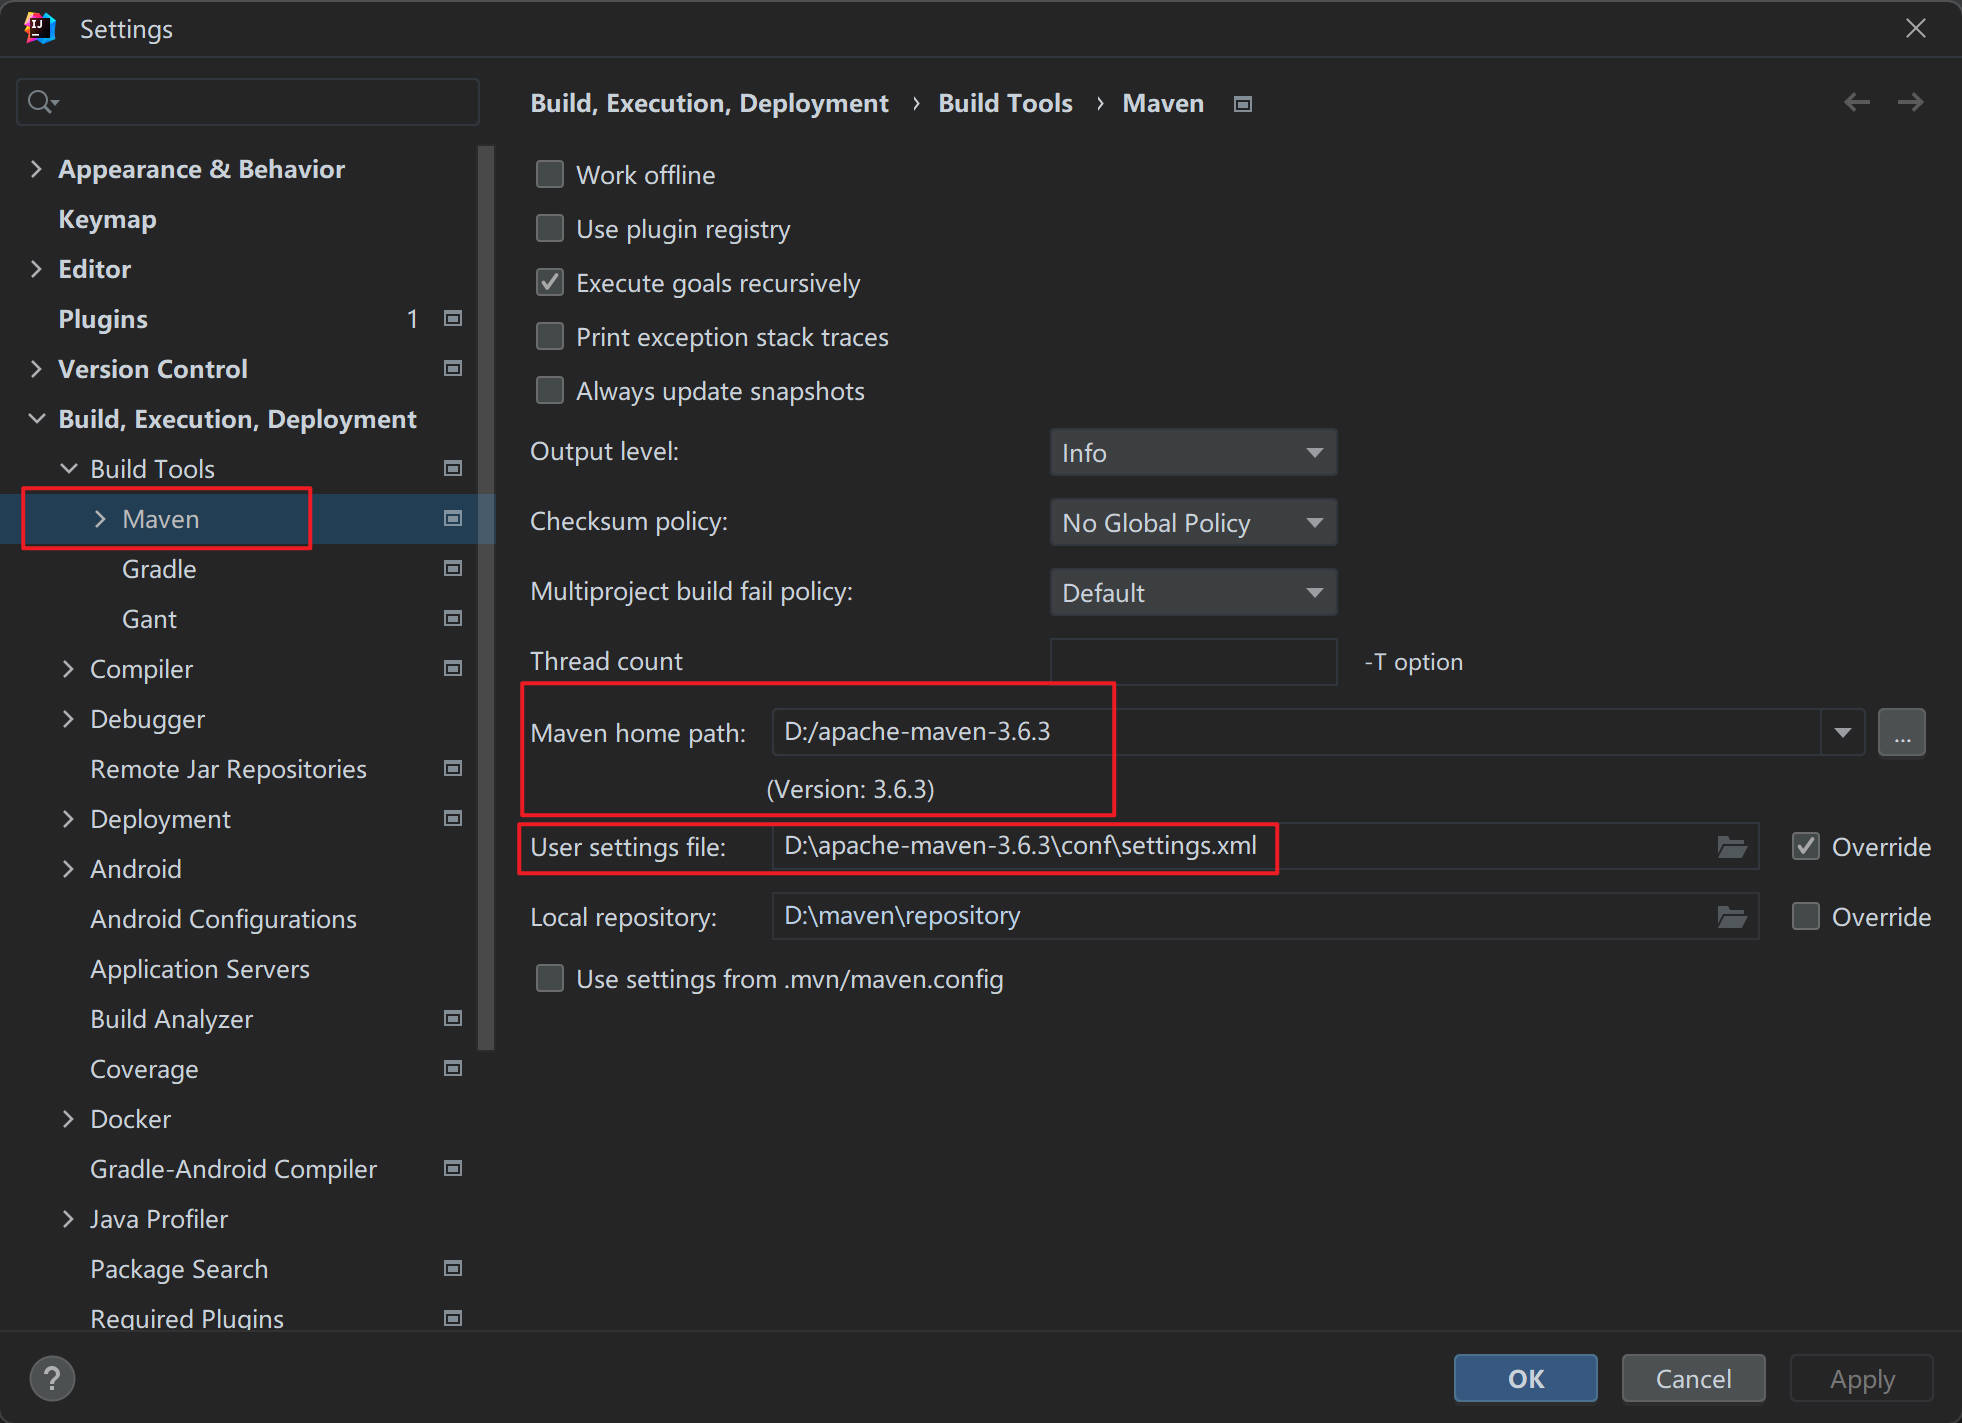 Settings
Build, Execution, Deployment › Build Tools › Maven
Appearance & Behavior
Keymap
Editor
Plugins 1
Version Control
Build, Execution, Deployment
Build Tools
Maven
Gradle
Gant
Compiler
Debugger
Remote Jar Repositories
Deployment
Android
Android Configurations
Application Servers
Build Analyzer
Coverage
Docker
Gradle-Android Compiler
Java Profiler
Package Search
Required Plugins
Work offline
Use plugin registry
Execute goals recursively
Print exception stack traces
Always update snapshots
Output level: Info
Checksum policy: No Global Policy
Multiproject build fail policy: Default
Thread count -T option
Maven home path: D:/apache-maven-3.6.3 ...
(Version: 3.6.3)
User settings file: D:\apache-maven-3.6.3\conf\settings.xml Override
Local repository: D:\maven\repository Override
Use settings from .mvn/maven.config
? OK Cancel Apply